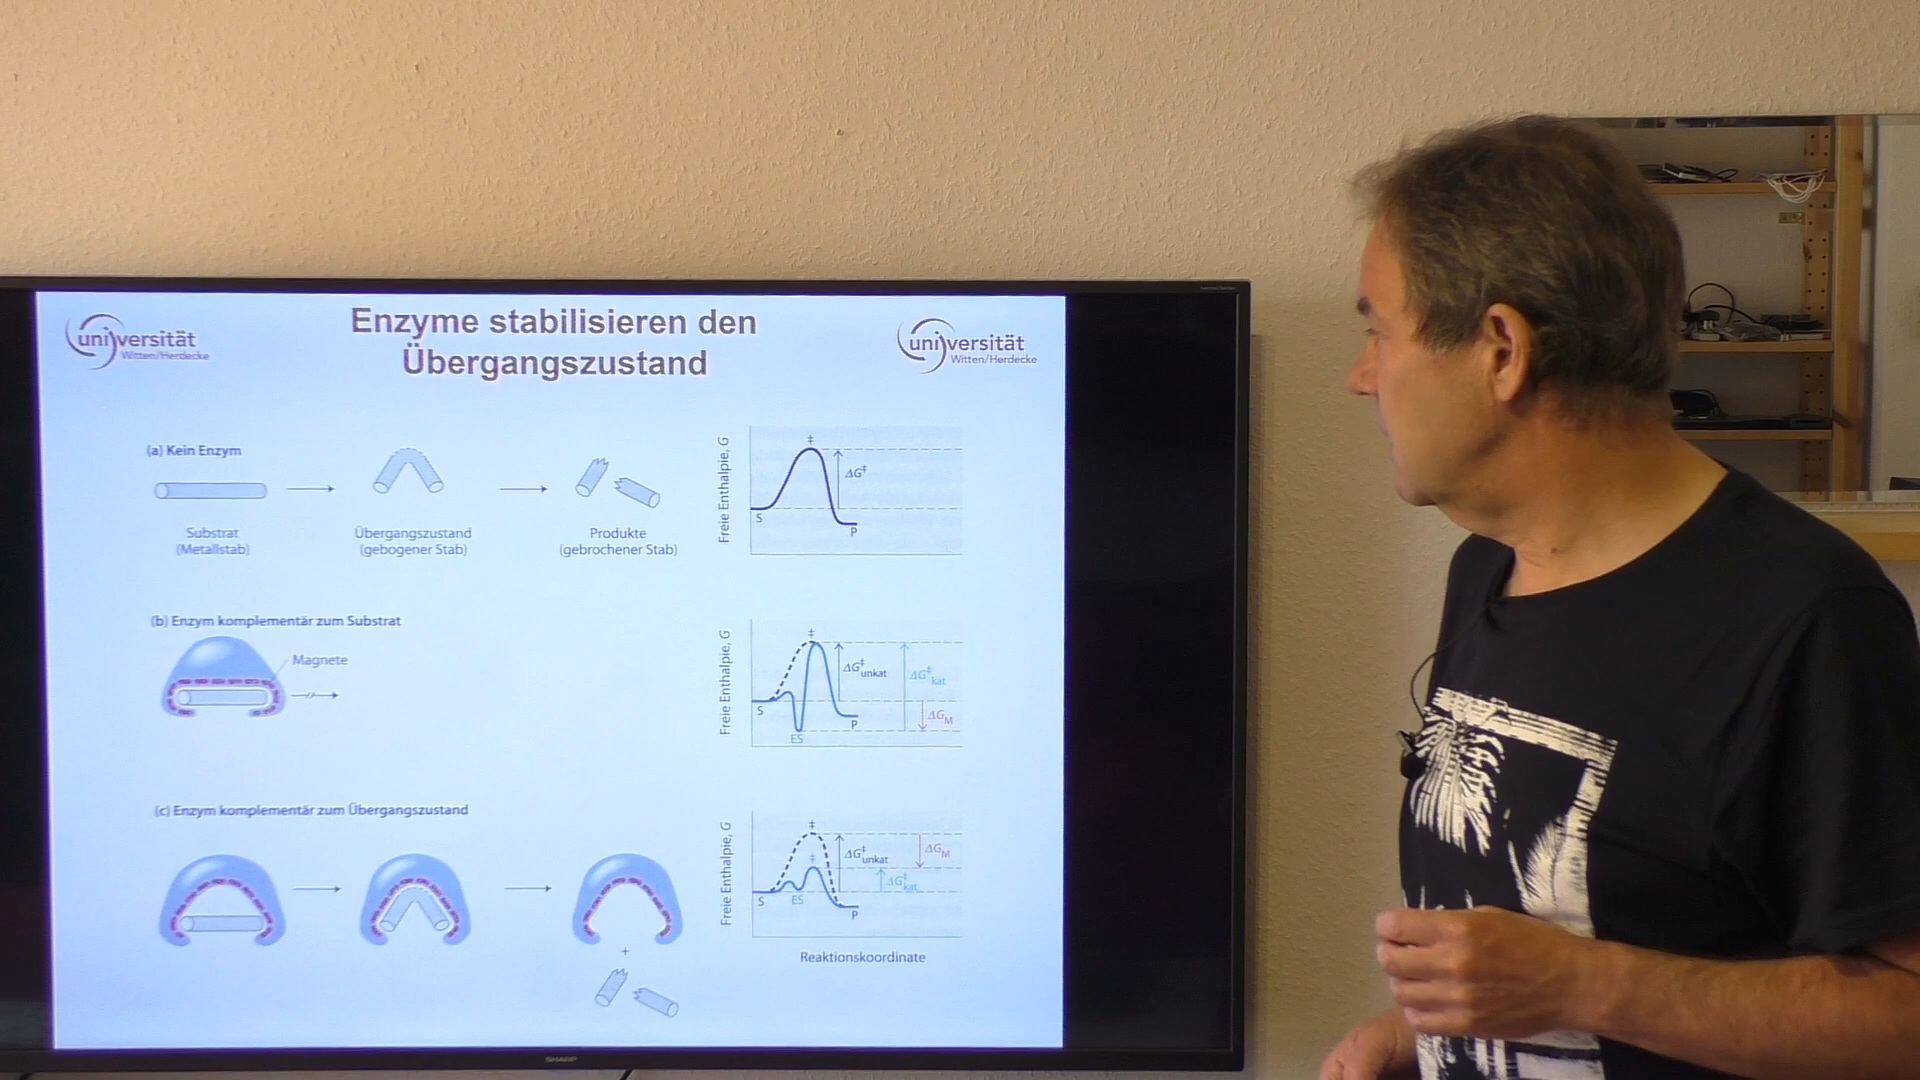 Enzyme stabilisieren den
Übergangszustand
universität
Witten/Herdecke
universität
Witten/Herdecke
(a) Kein Enzym
Substrat
(Metallstab)
Übergangszustand
(gebogener Stab)
Produkte
(gebrochener Stab)
Freie Enthalpie, G
‡
ΔG‡
S
P
(b) Enzym komplementär zum Substrat
Magnete
Freie Enthalpie, G
‡
ΔG‡unkat
ΔG‡kat
ΔGM
S
P
ES
(c) Enzym komplementär zum Übergangszustand
+
Freie Enthalpie, G
‡
‡
ΔG‡unkat
ΔGM
ΔG‡kat
S
ES
P
Reaktionskoordinate
SHARP